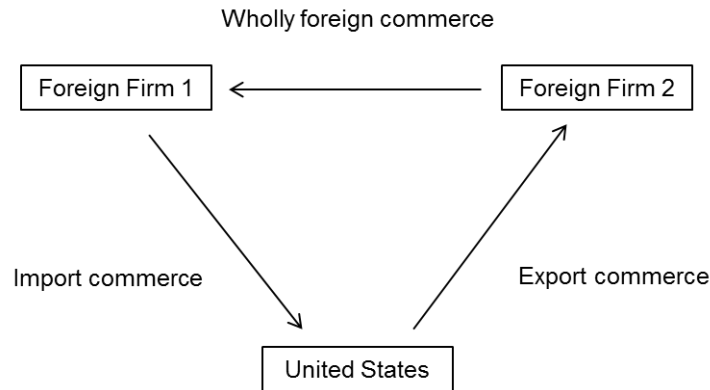 Wholly foreign commerce
Foreign Firm 1
Foreign Firm 2
Import commerce
Export commerce
United States